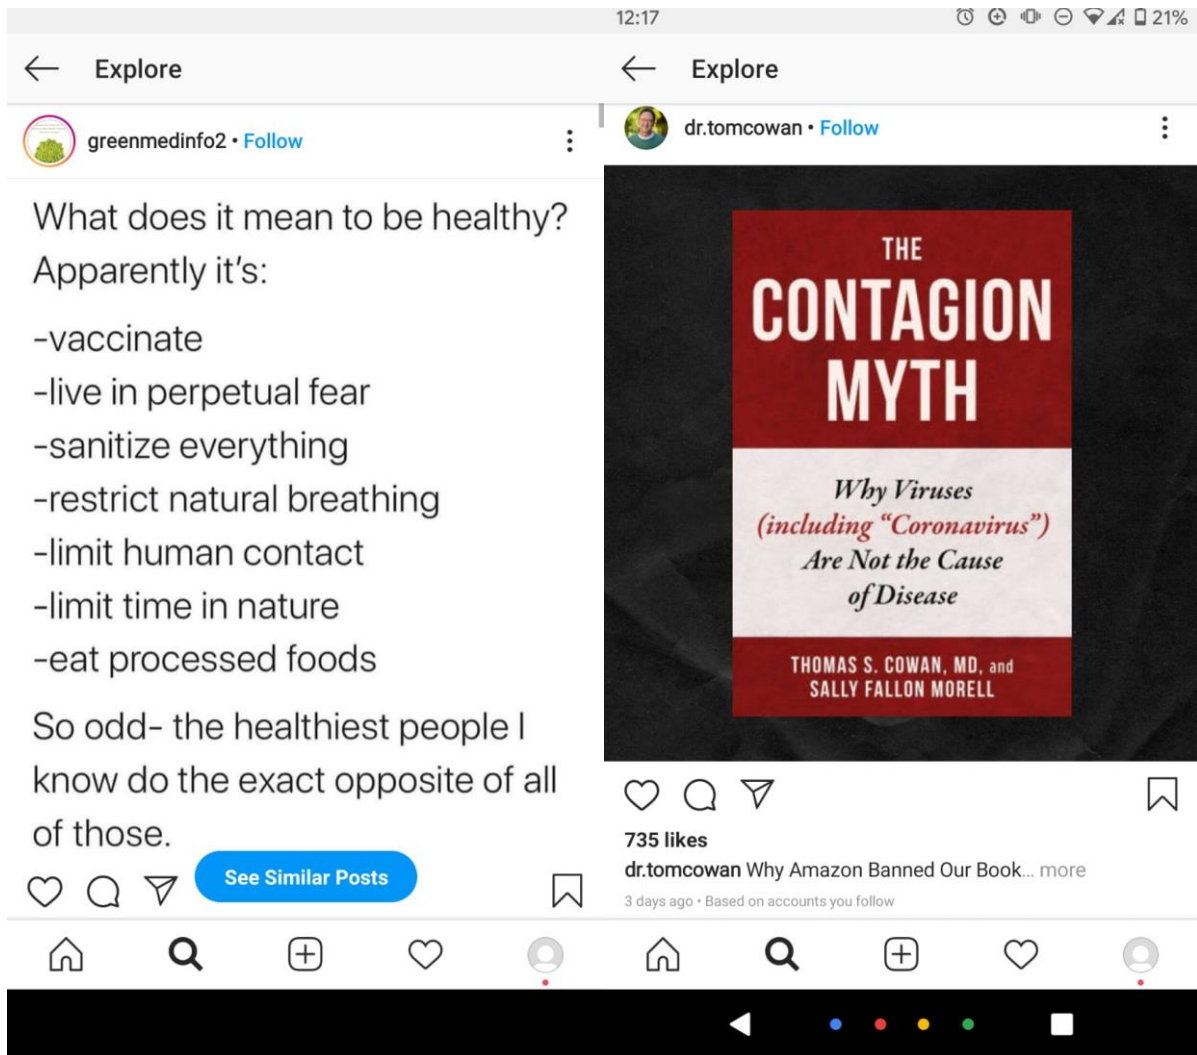 Explore
greenmedinfo2 • Follow
What does it mean to be healthy?
Apparently it's:
-vaccinate
-live in perpetual fear
-sanitize everything
-restrict natural breathing
-limit human contact
-limit time in nature
-eat processed foods
So odd- the healthiest people I
know do the exact opposite of all
of those.
See Similar Posts
12:17
21%
Explore
dr.tomcowan • Follow
THE
CONTAGION
MYTH
Why Viruses
(including "Coronavirus")
Are Not the Cause
of Disease
THOMAS S. COWAN, MD, and
SALLY FALLON MORELL
735 likes
dr.tomcowan Why Amazon Banned Our Book... more
3 days ago • Based on accounts you follow